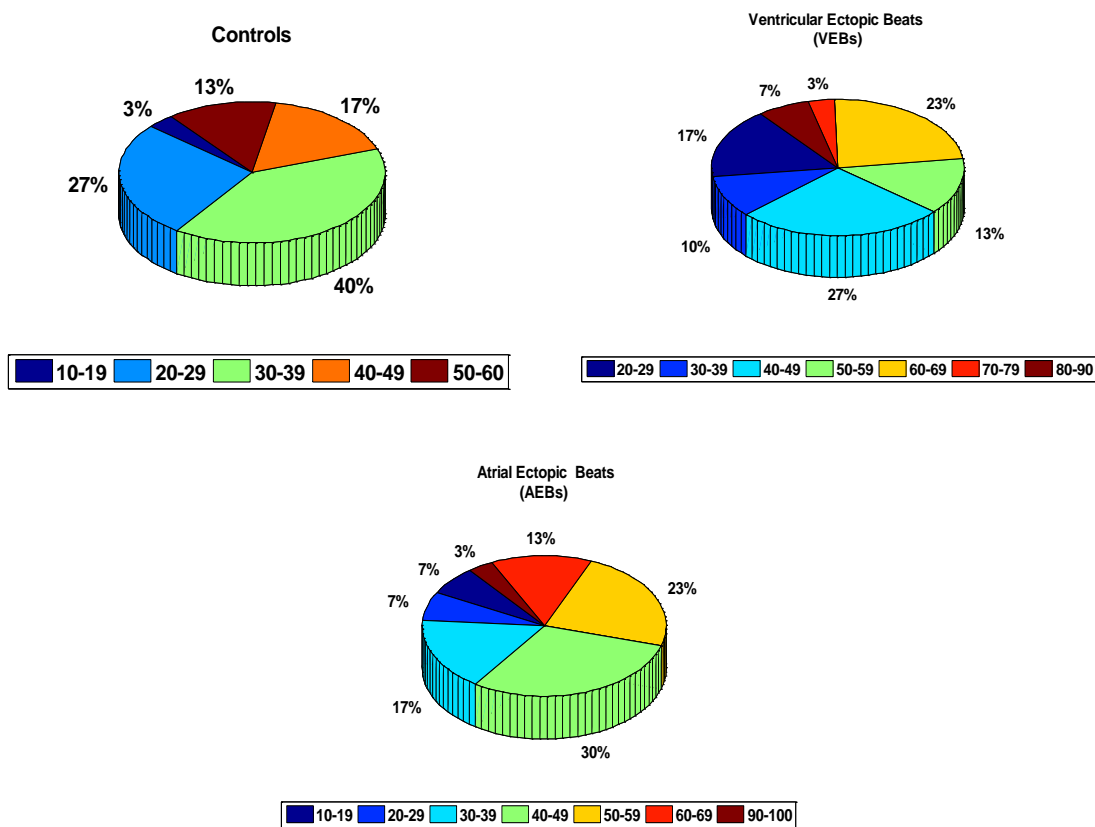 Controls
13%
3%
17%
27%
40%
10-19 20-29 30-39 40-49 50-60
Ventricular Ectopic Beats
(VEBs)
3%
7%
23%
17%
10%
13%
27%
20-29 30-39 40-49 50-59 60-69 70-79 80-90
Atrial Ectopic Beats
(AEBs)
13%
3%
7%
23%
7%
17%
30%
10-19 20-29 30-39 40-49 50-59 60-69 90-100